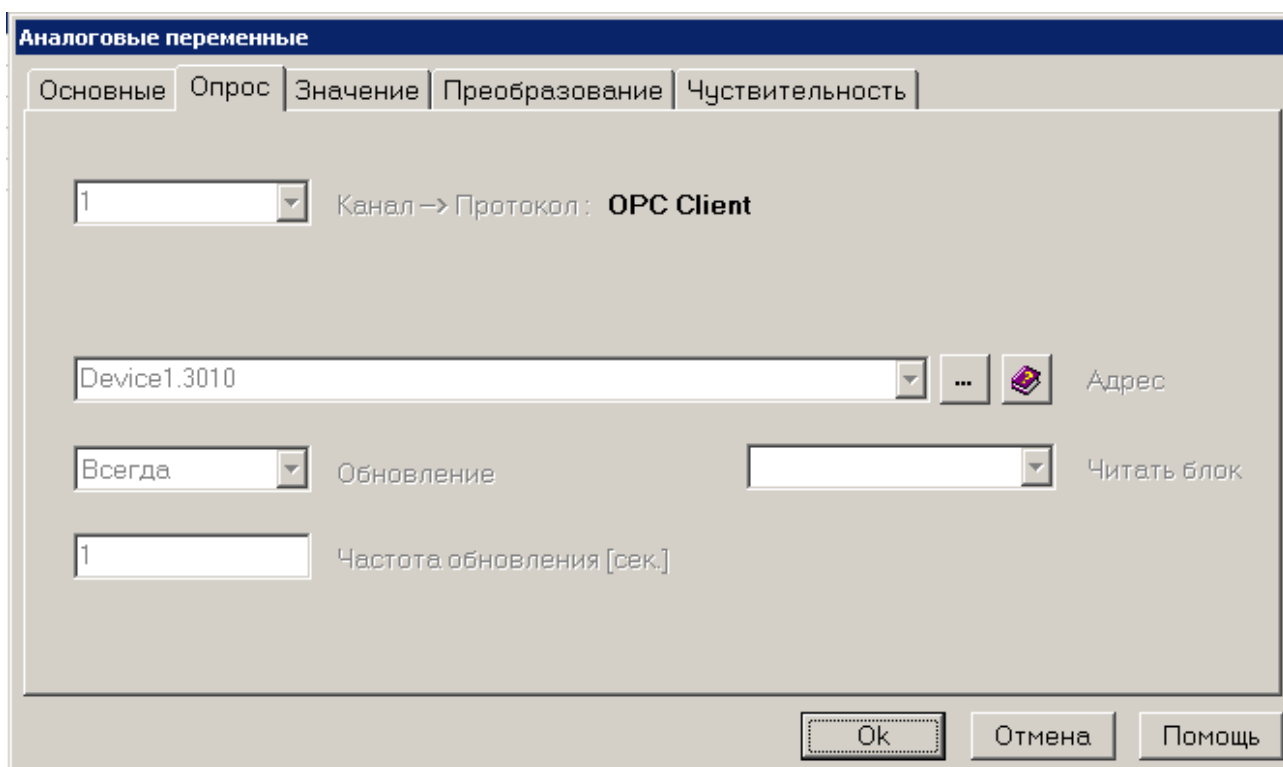 Аналоговые переменные
Основные Опрос Значение Преобразование Чуствительность
1 Канал —> Протокол : OPC Client
Device1.3010 ... Адрес
Всегда Обновление Читать блок
1 Частота обновления [сек.]
Ok Отмена Помощь